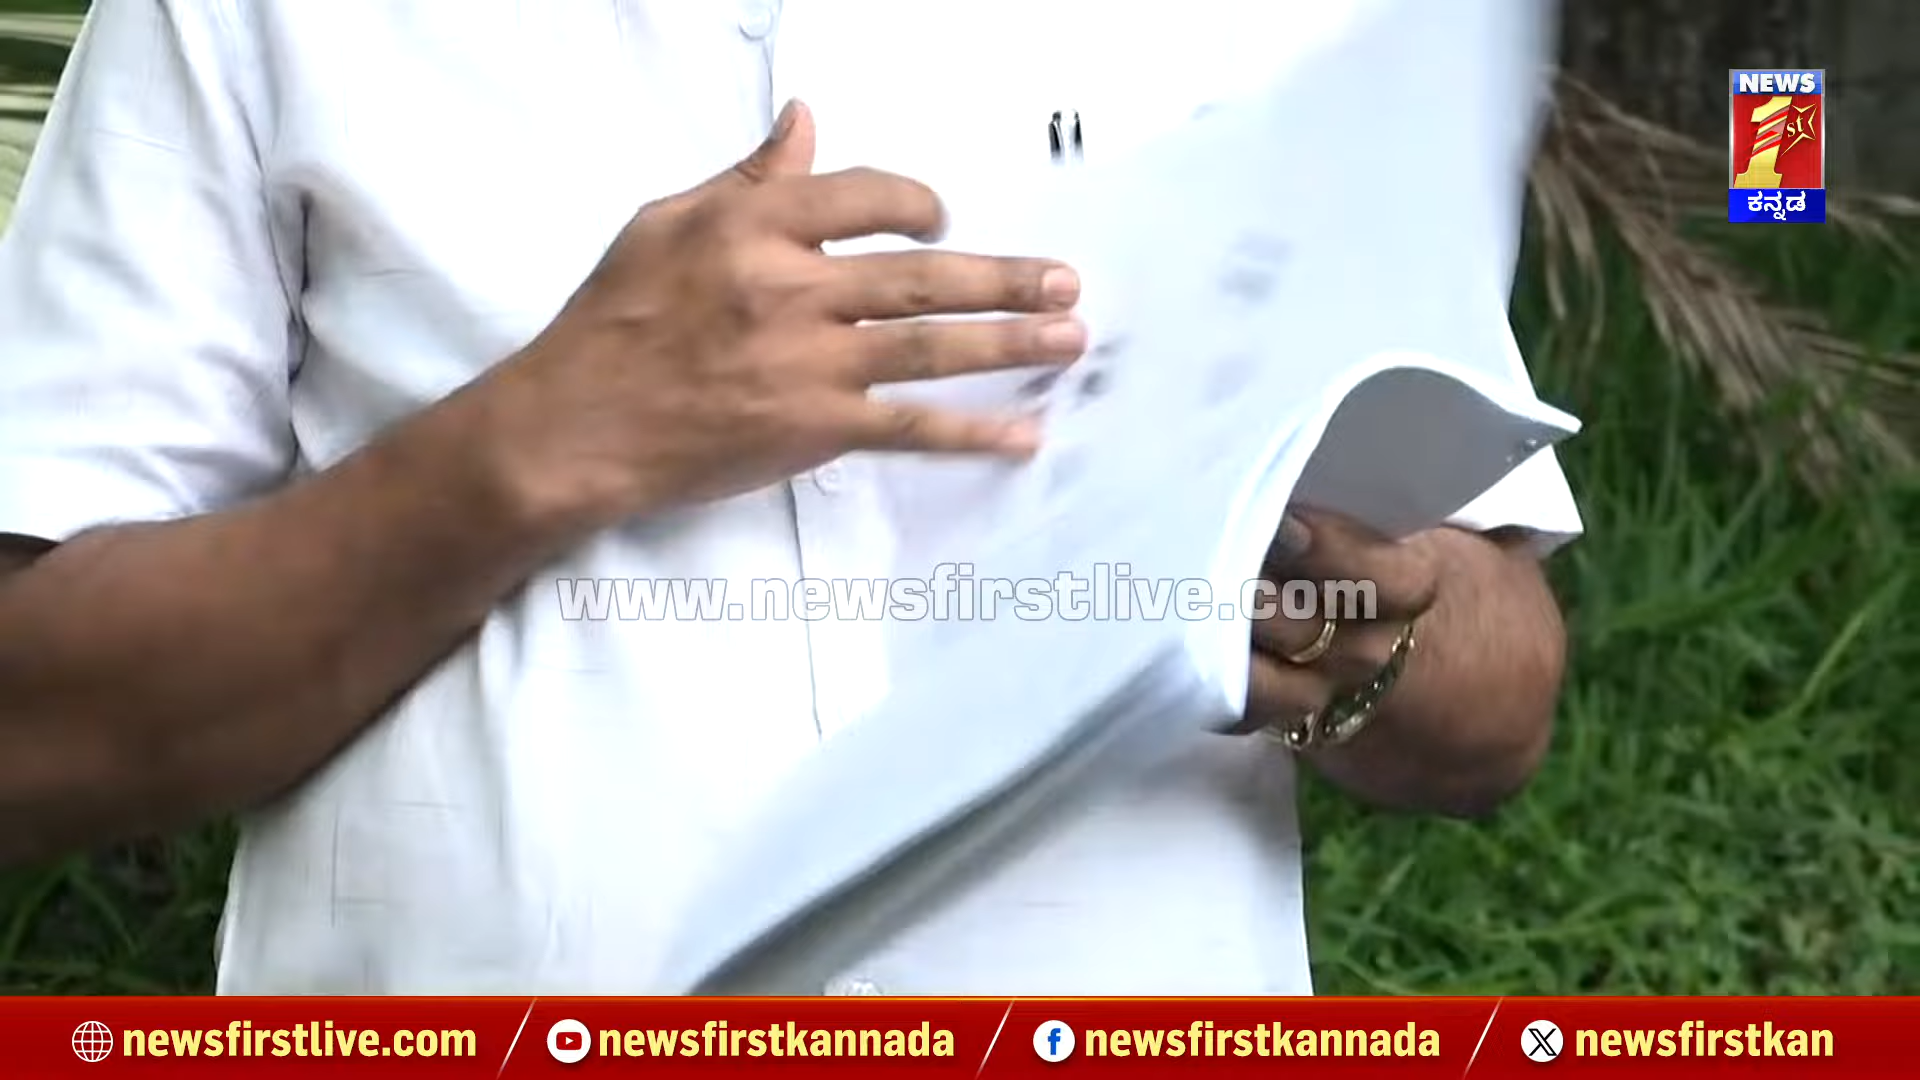 NEWS
1st
ಕನ್ನಡ
www.newsfirstlive.com
newsfirstlive.com newsfirstkannada newsfirstkannada newsfirstkan